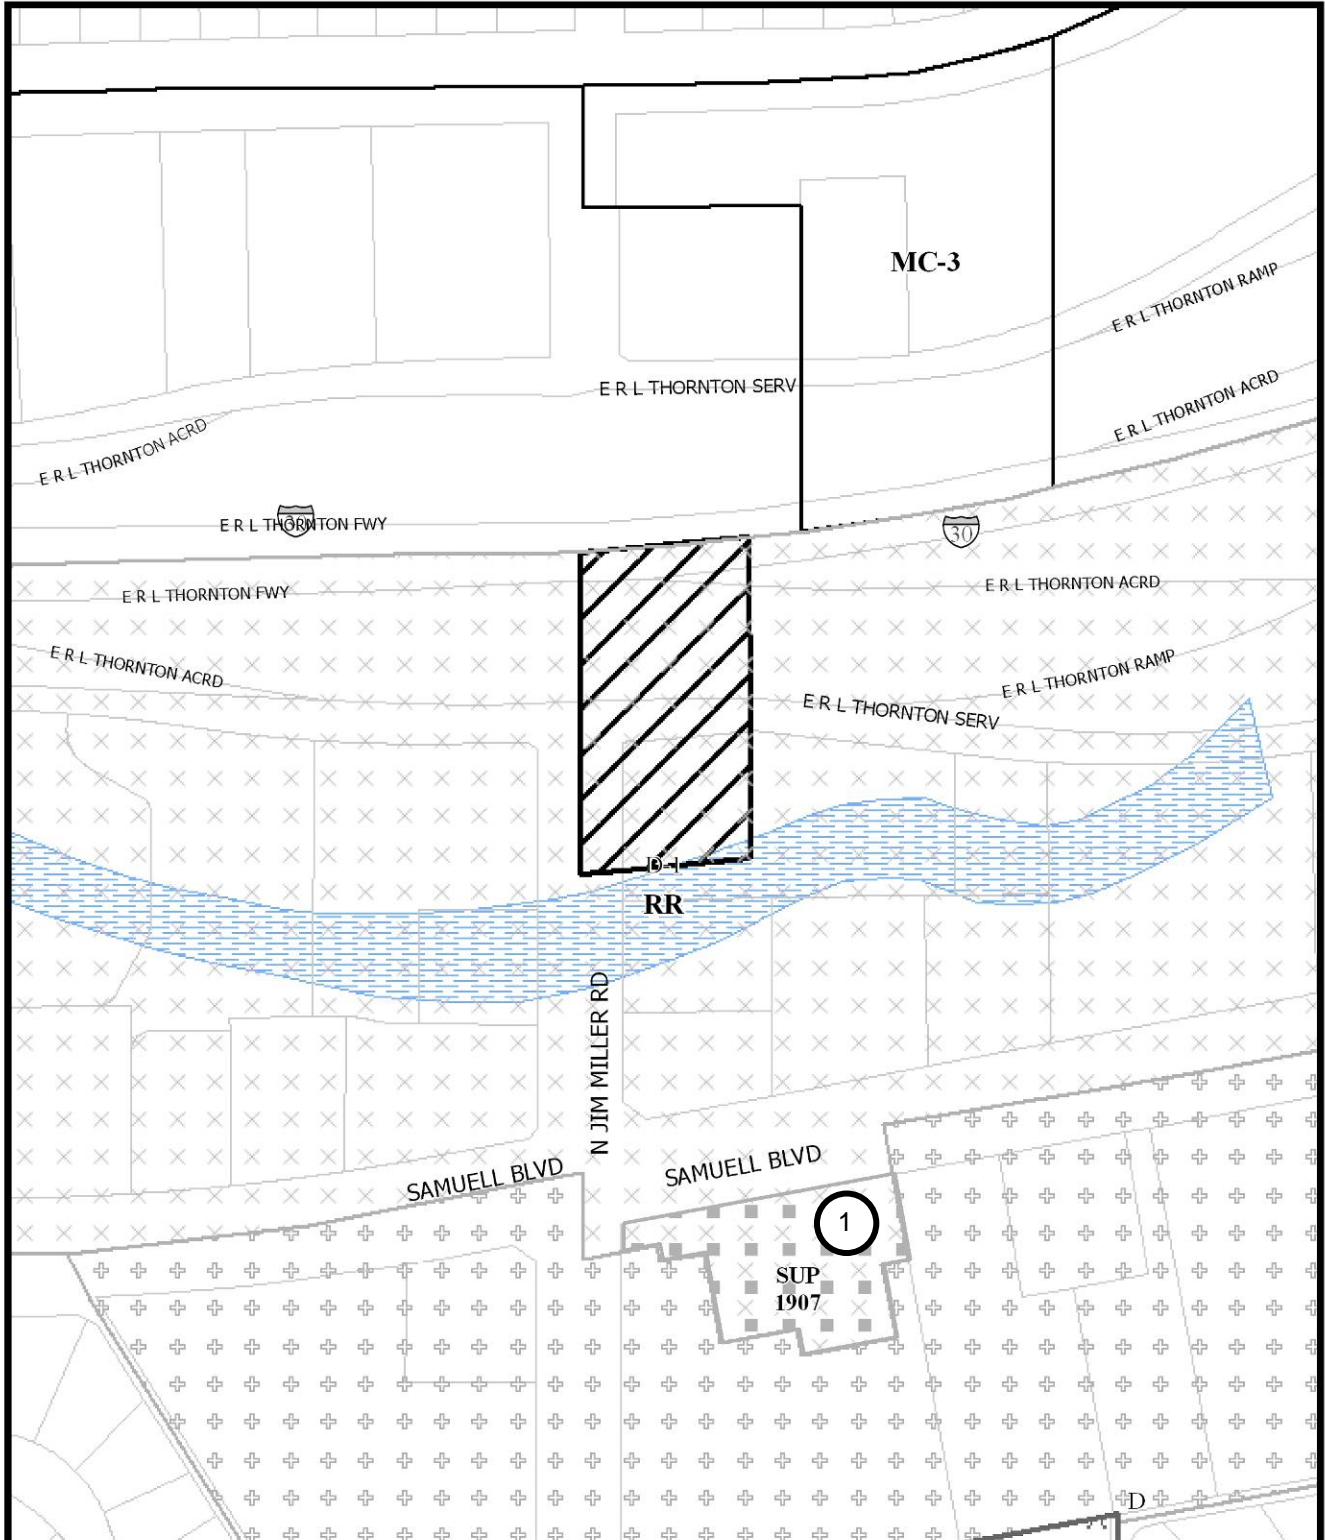 MC-3
E R L THORNTON RAMP
E R L THORNTON SERV
E R L THORNTON ACRD
E R L THORNTON ACRD
E R L THORNTON FWY
30
E R L THORNTON FWY
E R L THORNTON ACRD
E R L THORNTON ACRD
E R L THORNTON RAMP
E R L THORNTON SERV
D-1
RR
N JIM MILLER RD
SAMUELL BLVD
SAMUELL BLVD
1
SUP
1907
D